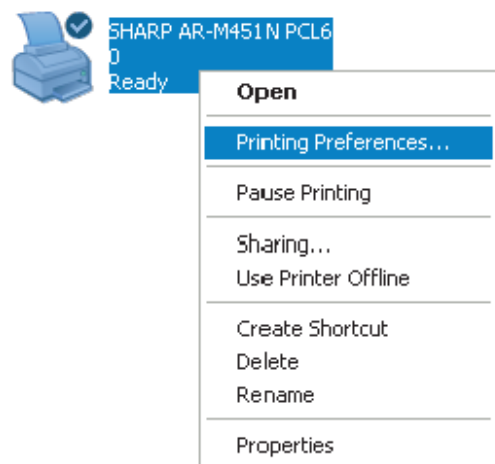 SHARP AR-M451N PCL6
0
Ready
Open
Printing Preferences...
Pause Printing
Sharing...
Use Printer Offline
Create Shortcut
Delete
Rename
Properties